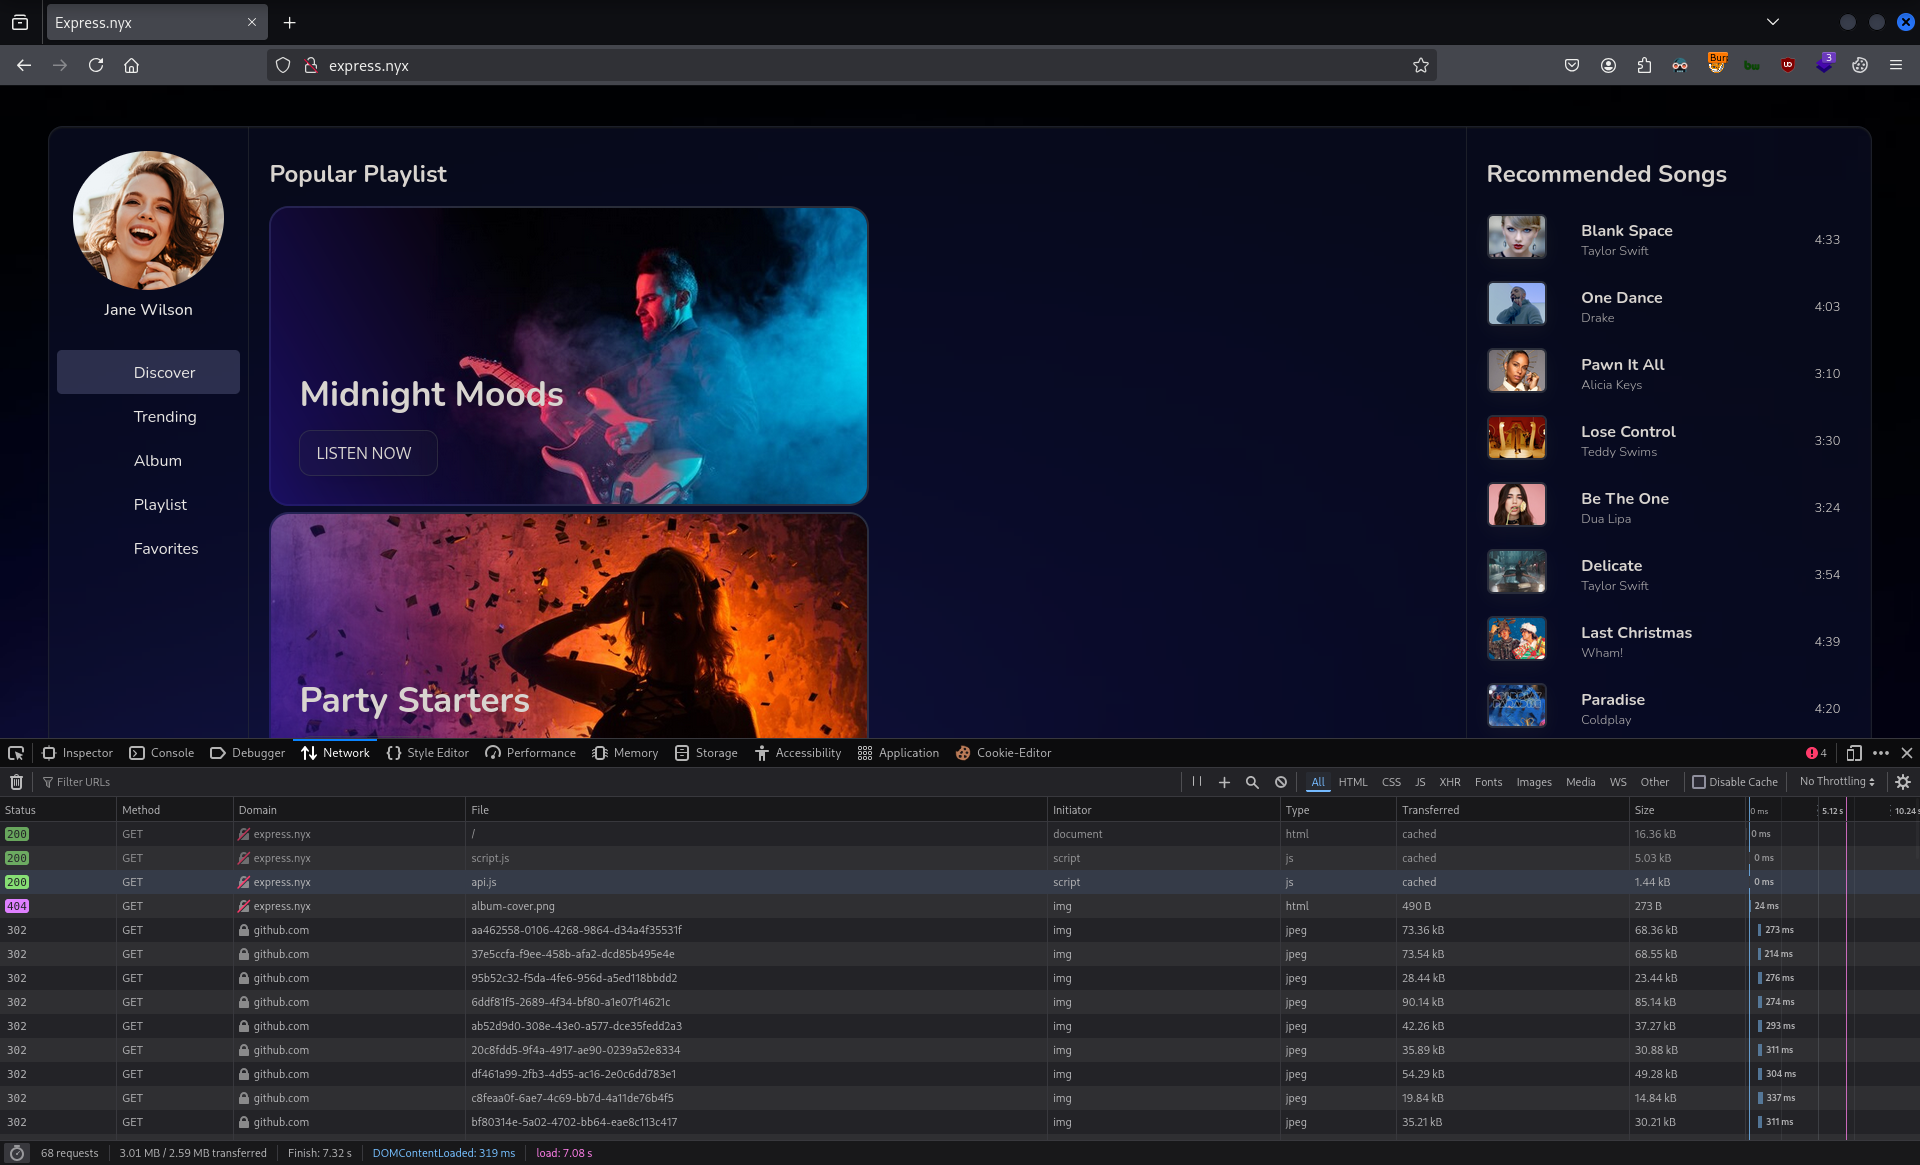 Express.nyx
express.nyx
3
Popular Playlist
Recommended Songs
Jane Wilson
Discover
Trending
Album
Playlist
Favorites
Midnight Moods
LISTEN NOW
Party Starters
Blank Space
Taylor Swift
4:33
One Dance
Drake
4:03
Pawn It All
Alicia Keys
3:10
Lose Control
Teddy Swims
3:30
Be The One
Dua Lipa
3:24
Delicate
Taylor Swift
3:54
Last Christmas
Wham!
4:39
Paradise
Coldplay
4:20
Inspector Console Debugger Network Style Editor Performance Memory Storage Accessibility Application Cookie-Editor 4
Filter URLs All HTML CSS JS XHR Fonts Images Media WS Other Disable Cache No Throttling
Status Method Domain File Initiator Type Transferred Size 0 ms 5.12 s 10.24 s
200 GET express.nyx / document html cached 16.36 kB 0 ms
200 GET express.nyx script.js script js cached 5.03 kB 0 ms
200 GET express.nyx api.js script js cached 1.44 kB 0 ms
404 GET express.nyx album-cover.png img html 490 B 273 B 24 ms
302 GET github.com aa462558-0106-4268-9864-d34a4f35531f img jpeg 73.36 kB 68.36 kB 273 ms
302 GET github.com 37e5ccfa-f9ee-458b-afa2-dcd85b495e4e img jpeg 73.54 kB 68.55 kB 214 ms
302 GET github.com 95b52c32-f5da-4fe6-956d-a5ed118bbdd2 img jpeg 28.44 kB 23.44 kB 276 ms
302 GET github.com 6ddf81f5-2689-4f34-bf80-a1e07f14621c img jpeg 90.14 kB 85.14 kB 274 ms
302 GET github.com ab52d9d0-308e-43e0-a577-dce35fedd2a3 img jpeg 42.26 kB 37.27 kB 293 ms
302 GET github.com 20c8fdd5-9f4a-4917-ae90-0239a52e8334 img jpeg 35.89 kB 30.88 kB 311 ms
302 GET github.com df461a99-2fb3-4d55-ac16-2e0c6dd783e1 img jpeg 54.29 kB 49.28 kB 304 ms
302 GET github.com c8feaa0f-6ae7-4c69-bb7d-4a11de76b4f5 img jpeg 19.84 kB 14.84 kB 337 ms
302 GET github.com bf80314e-5a02-4702-bb64-eae8c113c417 img jpeg 35.21 kB 30.21 kB 311 ms
68 requests 3.01 MB / 2.59 MB transferred Finish: 7.32 s DOMContentLoaded: 319 ms load: 7.08 s